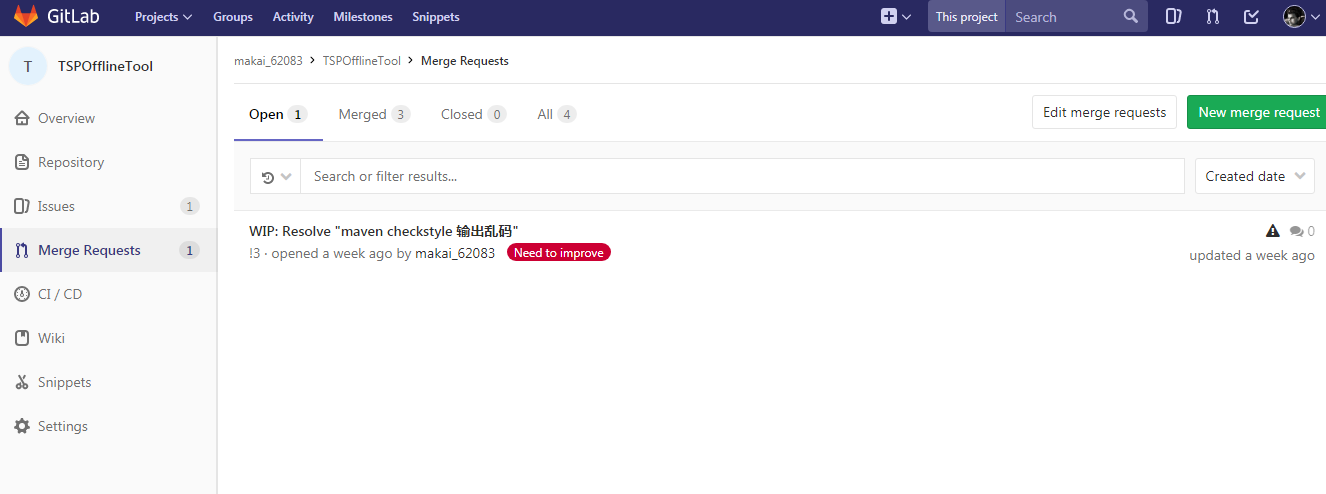 GitLab Projects Groups Activity Milestones Snippets This project Search
T TSPOfflineTool
Overview
Repository
Issues 1
Merge Requests 1
CI / CD
Wiki
Snippets
Settings
makai_62083 > TSPOfflineTool > Merge Requests
Open 1 Merged 3 Closed 0 All 4 Edit merge requests New merge request
Search or filter results... Created date
WIP: Resolve "maven checkstyle 输出乱码" 0
!3 · opened a week ago by makai_62083 Need to improve updated a week ago